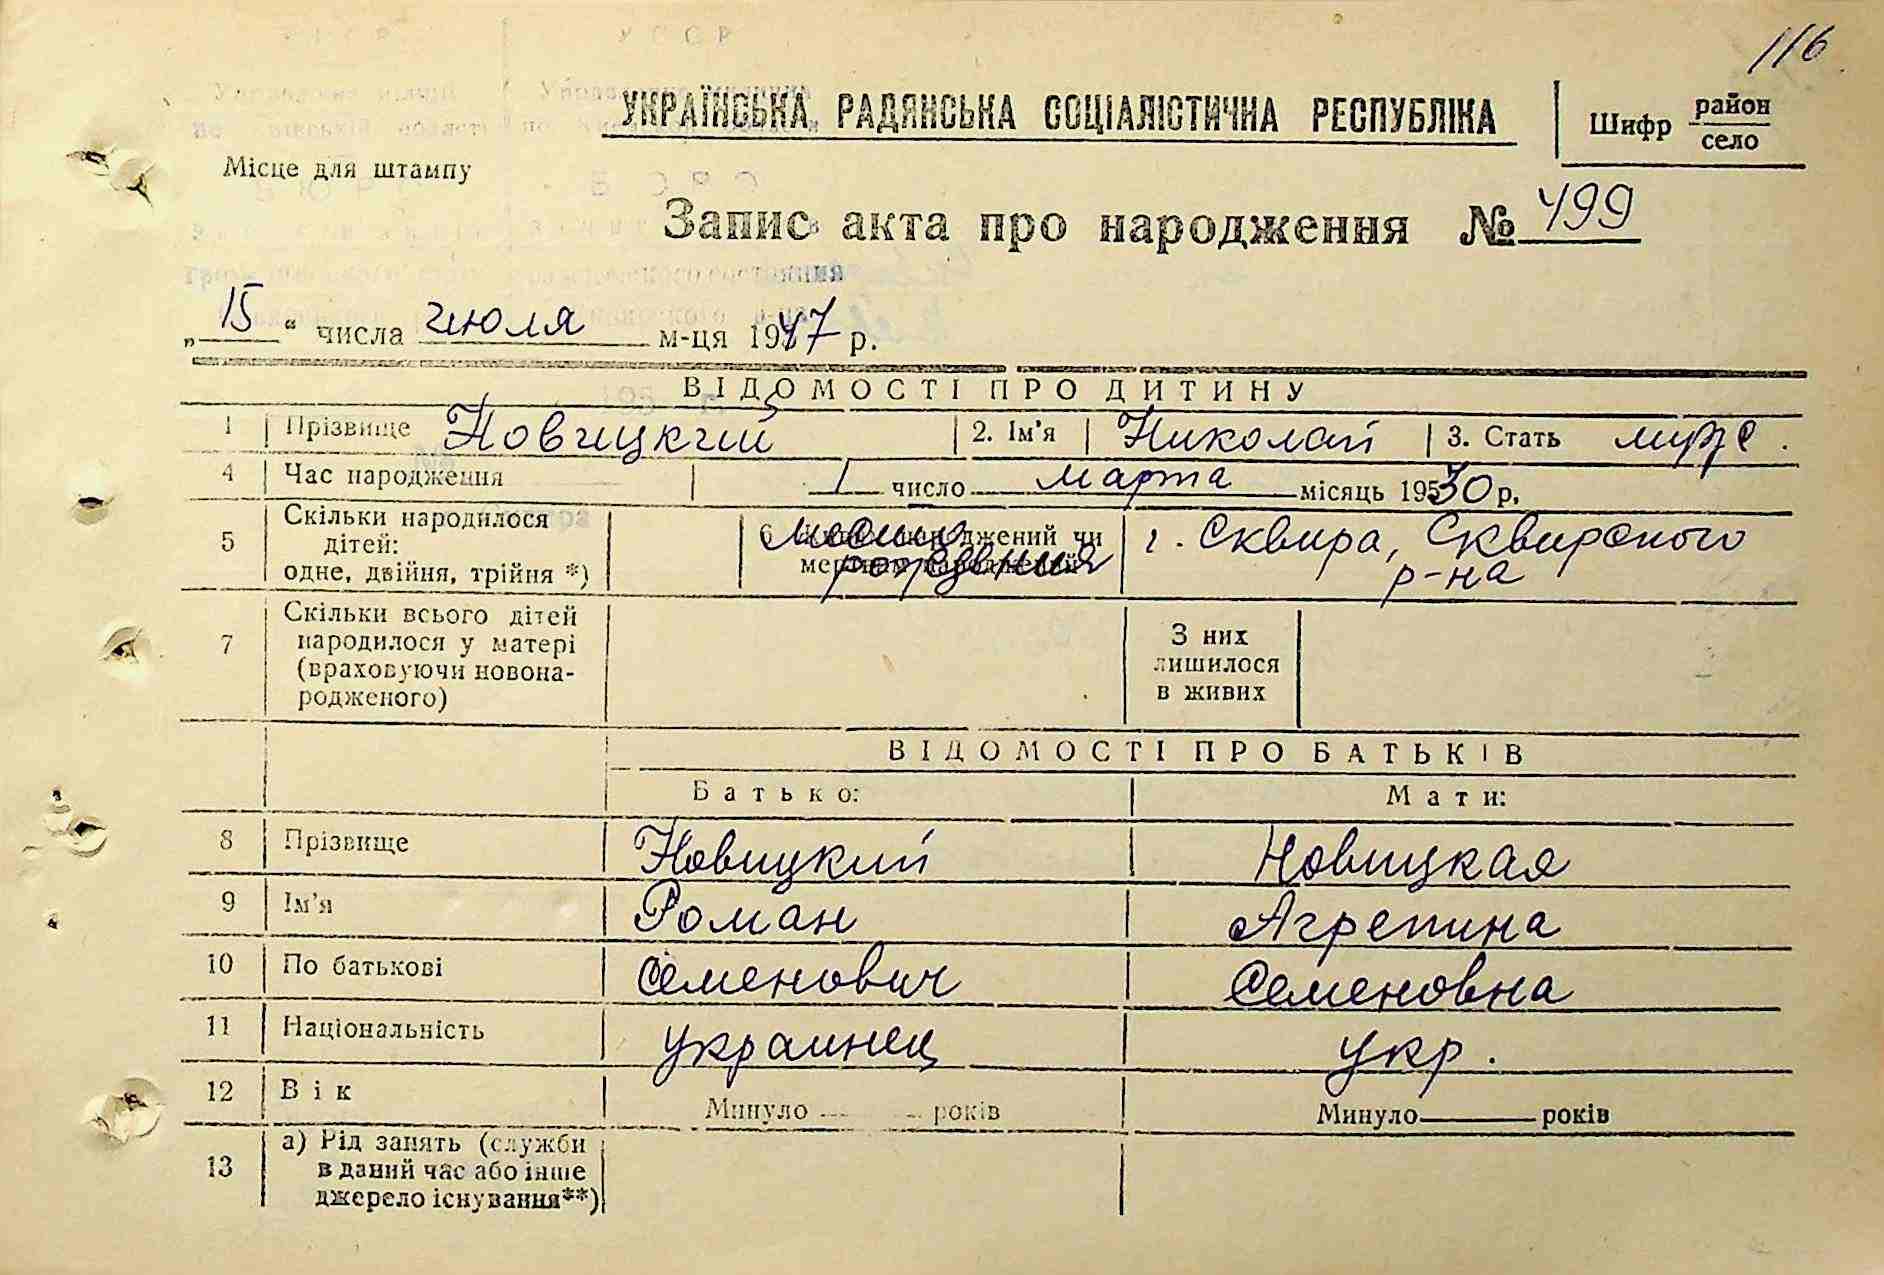 116
УКРАЇНСЬКА РАДЯНСЬКА СОЦІАЛІСТИЧНА РЕСПУБЛІКА
Шифр район
село
Місце для штампу
Запис акта про народження № 499
„15“ числа июля м-ця 1947 р.
ВІДОМОСТІ ПРО ДИТИНУ
1 Прізвище Новицкий 2. Ім'я Николай 3. Стать
4 Час народження 1 число марта місяць 1930 р.
5 Скільки народилося дітей: одне, двійня, трійня *) 6 место рождения г. Сквира, Сквирского р-на
7 Скільки всього дітей народилося у матері (враховуючи новонародженого) З них лишилося в живих
ВІДОМОСТІ ПРО БАТЬКІВ
Батько: Мати:
8 Прізвище Новицкий Новицкая
9 Ім'я Роман Агрепина
10 По батькові Семенович Семеновна
11 Національність украинец укр.
12 Вік Минуло років Минуло років
13 а) Рід занять (служби в даний час або інше джерело існування**)